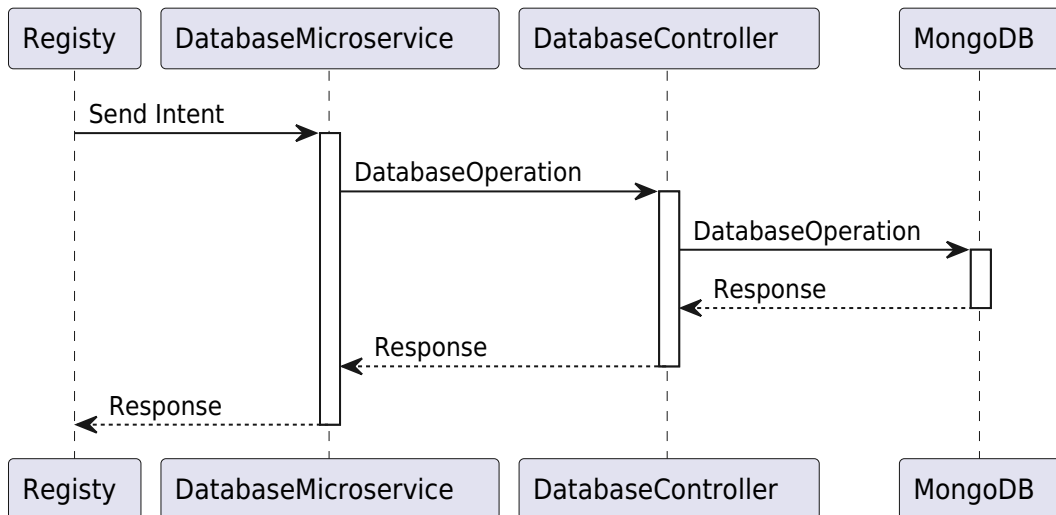 Registy
DatabaseMicroservice
DatabaseController
MongoDB
Send Intent
DatabaseOperation
DatabaseOperation
Response
Response
Response
Registy
DatabaseMicroservice
DatabaseController
MongoDB